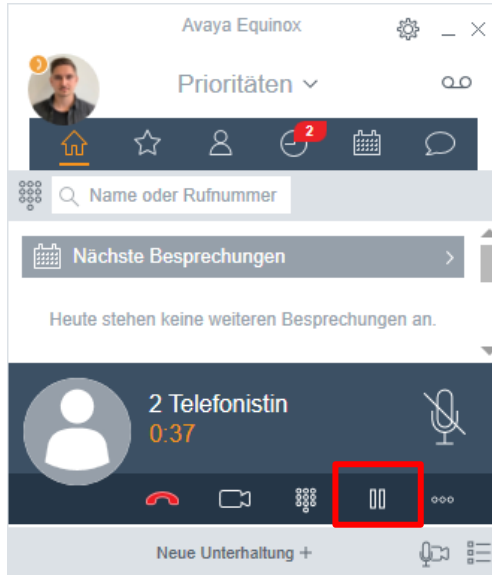 Avaya Equinox
Prioritäten
2
Name oder Rufnummer
Nächste Besprechungen
Heute stehen keine weiteren Besprechungen an.
2 Telefonistin
0:37
Neue Unterhaltung +